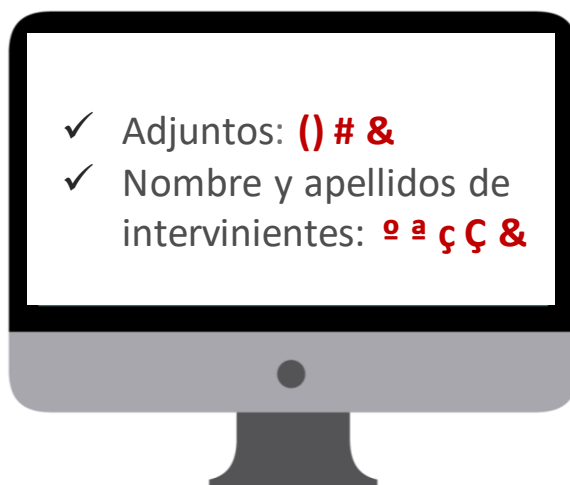 ✓ Adjuntos: () # &
✓ Nombre y apellidos de
intervinientes: º ª ç Ç &